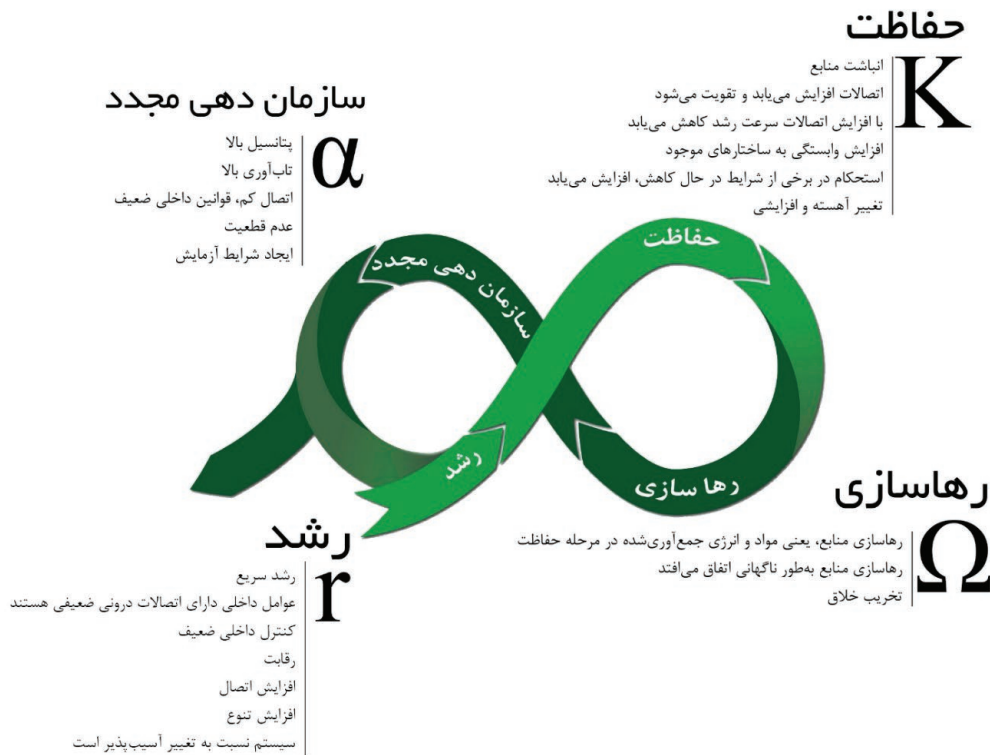 حفاظت
K
انباشت منابع
اتصالات افزایش می‌یابد و تقویت می‌شود
با افزایش اتصالات سرعت رشد کاهش می‌یابد
افزایش وابستگی به ساختارهای موجود
استحکام در برخی از شرایط در حال کاهش، افزایش می‌یابد
تغییر آهسته و افزایشی
سازمان دهی مجدد
α
پتانسیل بالا
تاب‌آوری بالا
اتصال کم، قوانین داخلی ضعیف
عدم قطعیت
ایجاد شرایط آزمایش
حفاظت
سازمان دهی مجدد
رشد
رها سازی
رهاسازی
Ω
رهاسازی منابع، یعنی مواد و انرژی جمع‌آوری‌شده در مرحله حفاظت
رهاسازی منابع به‌طور ناگهانی اتفاق می‌افتد
تخریب خلاق
رشد
r
رشد سریع
عوامل داخلی دارای اتصالات درونی ضعیفی هستند
کنترل داخلی ضعیف
رقابت
افزایش اتصال
افزایش تنوع
سیستم نسبت به تغییر آسیب‌پذیر است